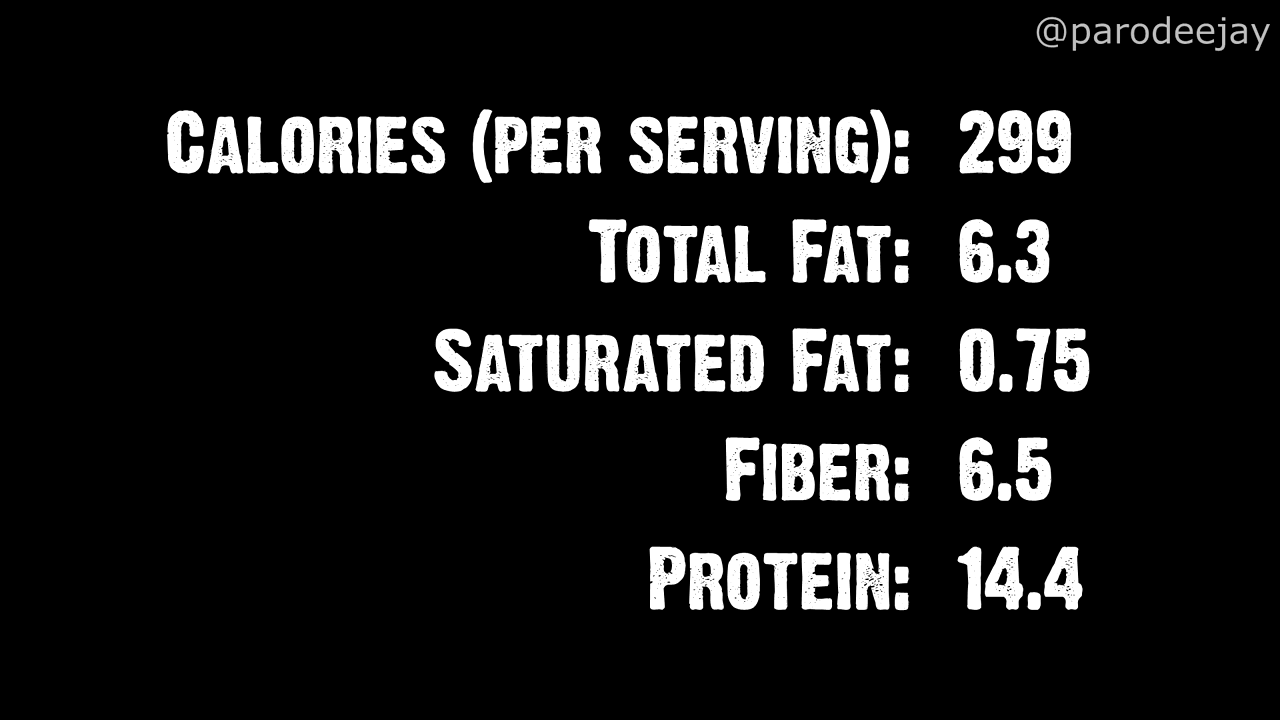 @parodeejay
Calories (per serving): 299
Total Fat: 6.3
Saturated Fat: 0.75
Fiber: 6.5
Protein: 14.4